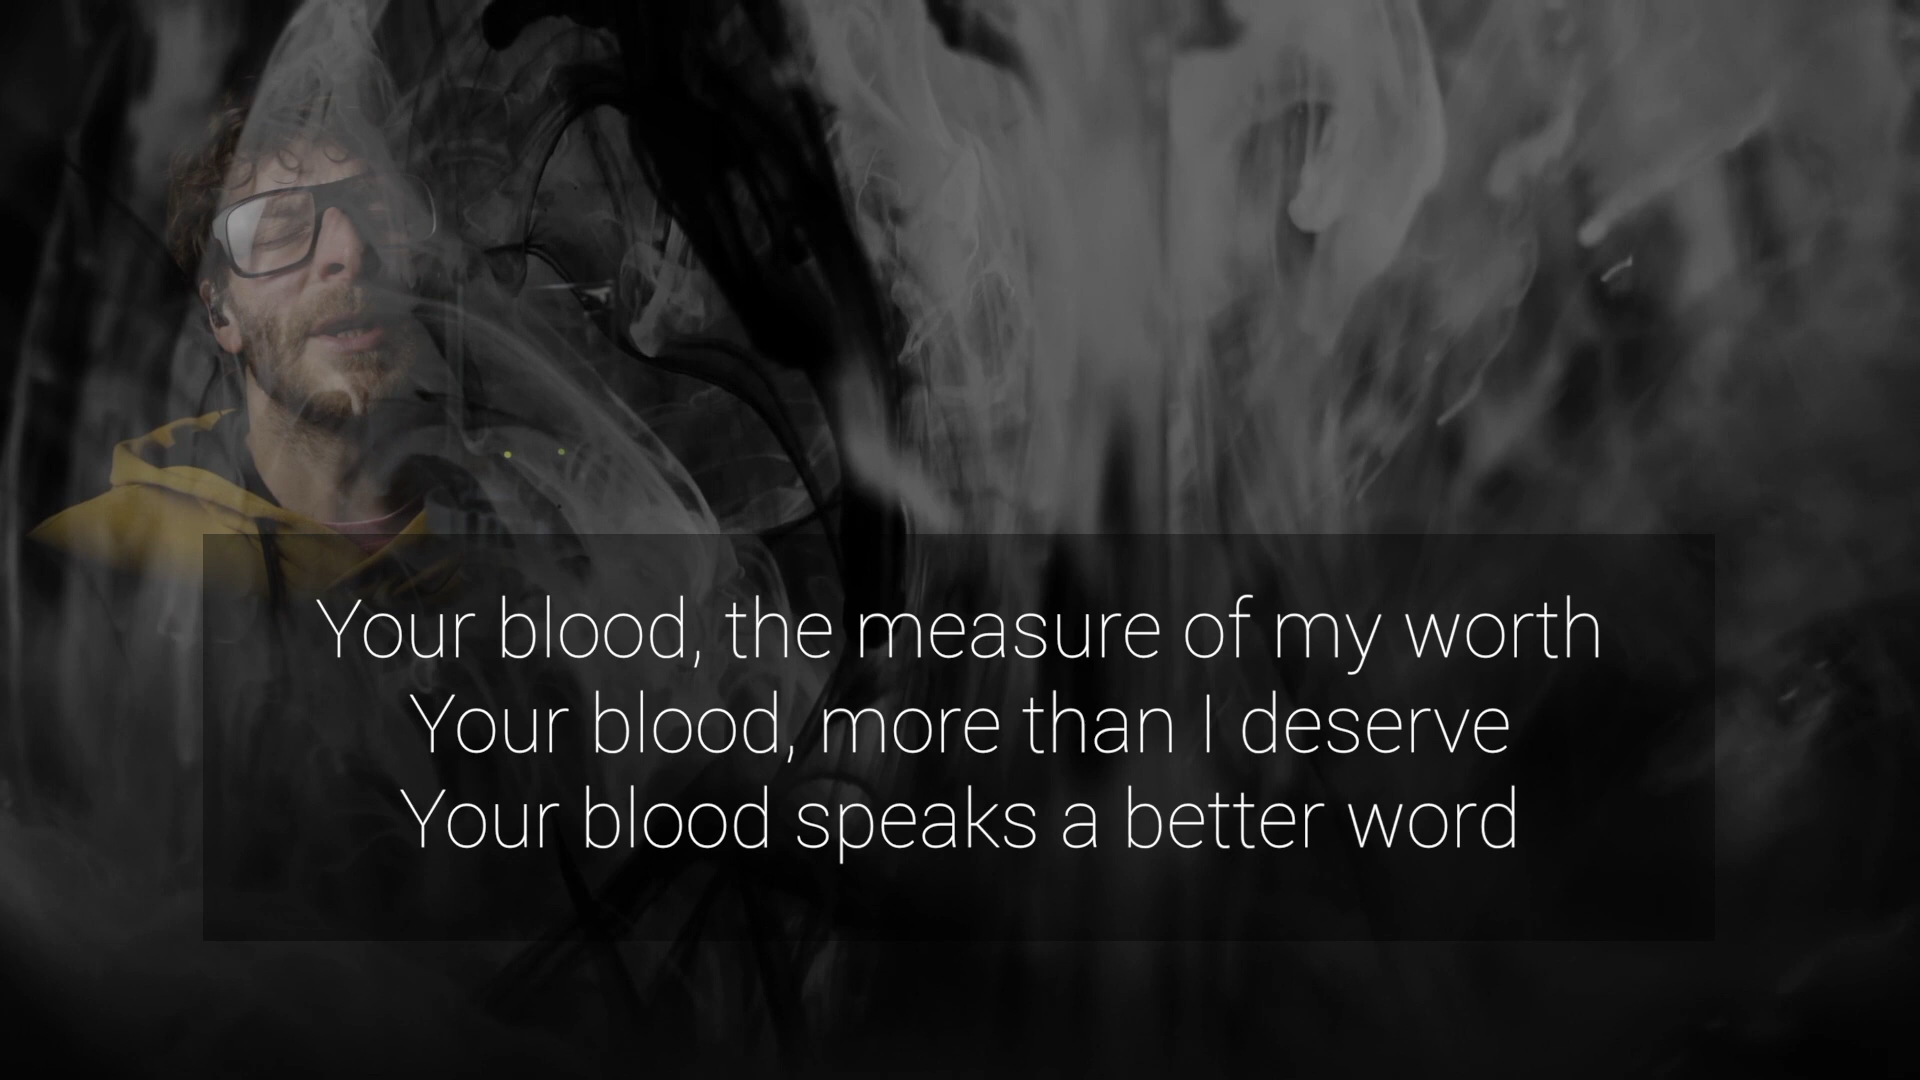 Your blood, the measure of my worth
Your blood, more than I deserve
Your blood speaks a better word